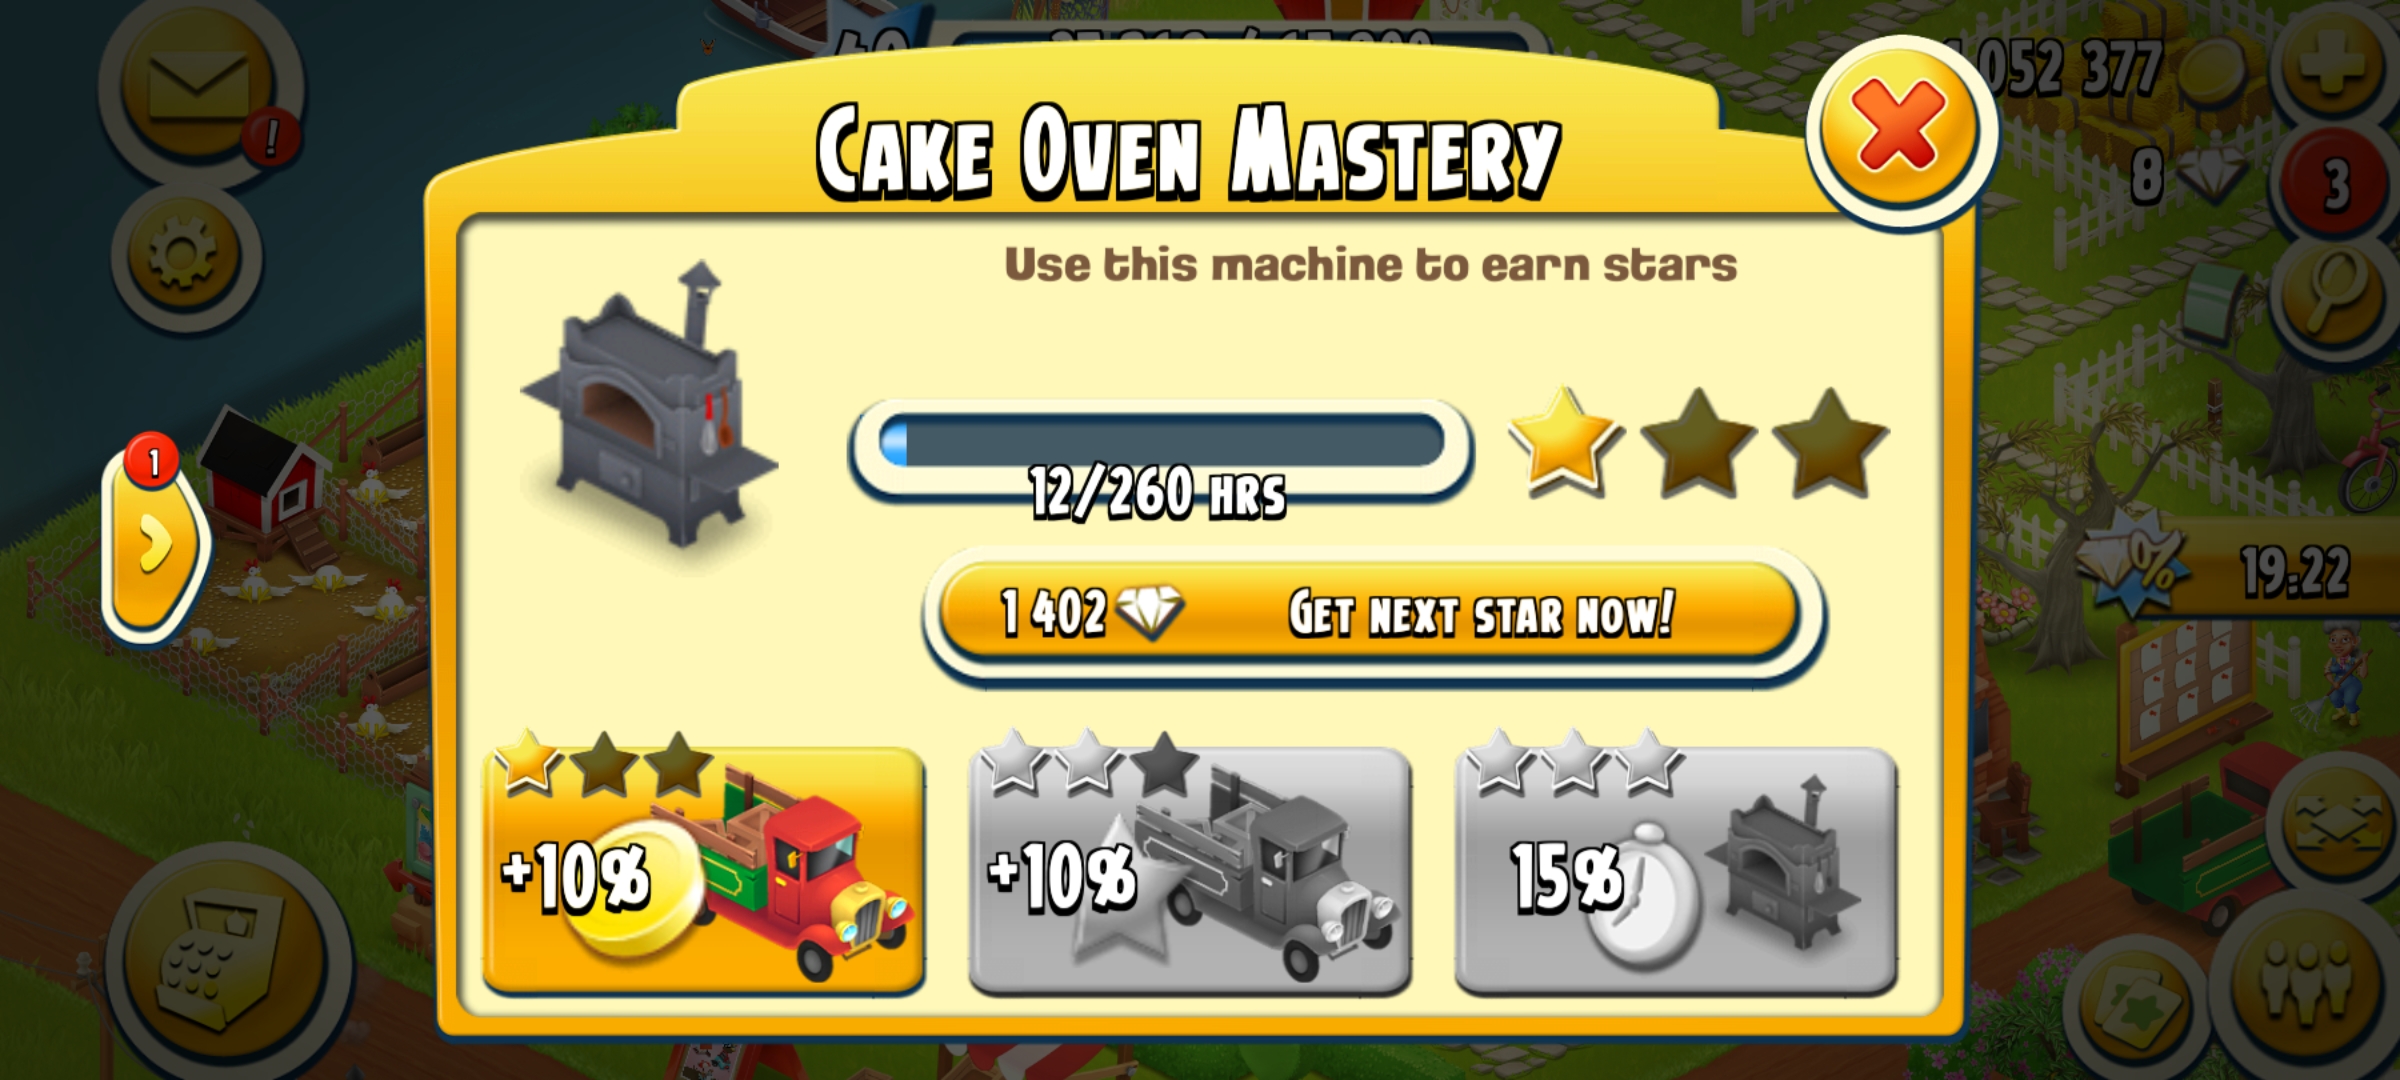 CAKE OVEN MASTERY
052 377
8
3
!
Use this machine to earn stars
1
12/260 HRS
%
19:22
1 402 GET NEXT STAR NOW!
+10%
+10%
15%